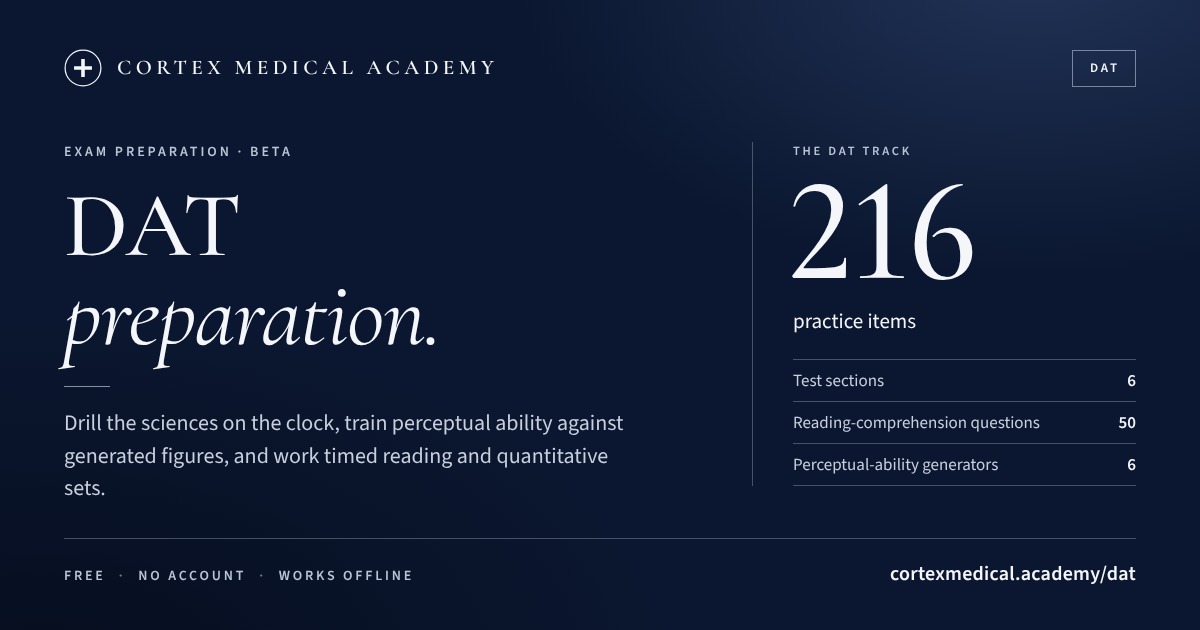 CORTEX MEDICAL ACADEMY
DAT
EXAM PREPARATION · BETA
DAT
preparation.
Drill the sciences on the clock, train perceptual ability against
generated figures, and work timed reading and quantitative
sets.
THE DAT TRACK
216
practice items
Test sections 6
Reading-comprehension questions 50
Perceptual-ability generators 6
FREE · NO ACCOUNT · WORKS OFFLINE
cortexmedical.academy/dat